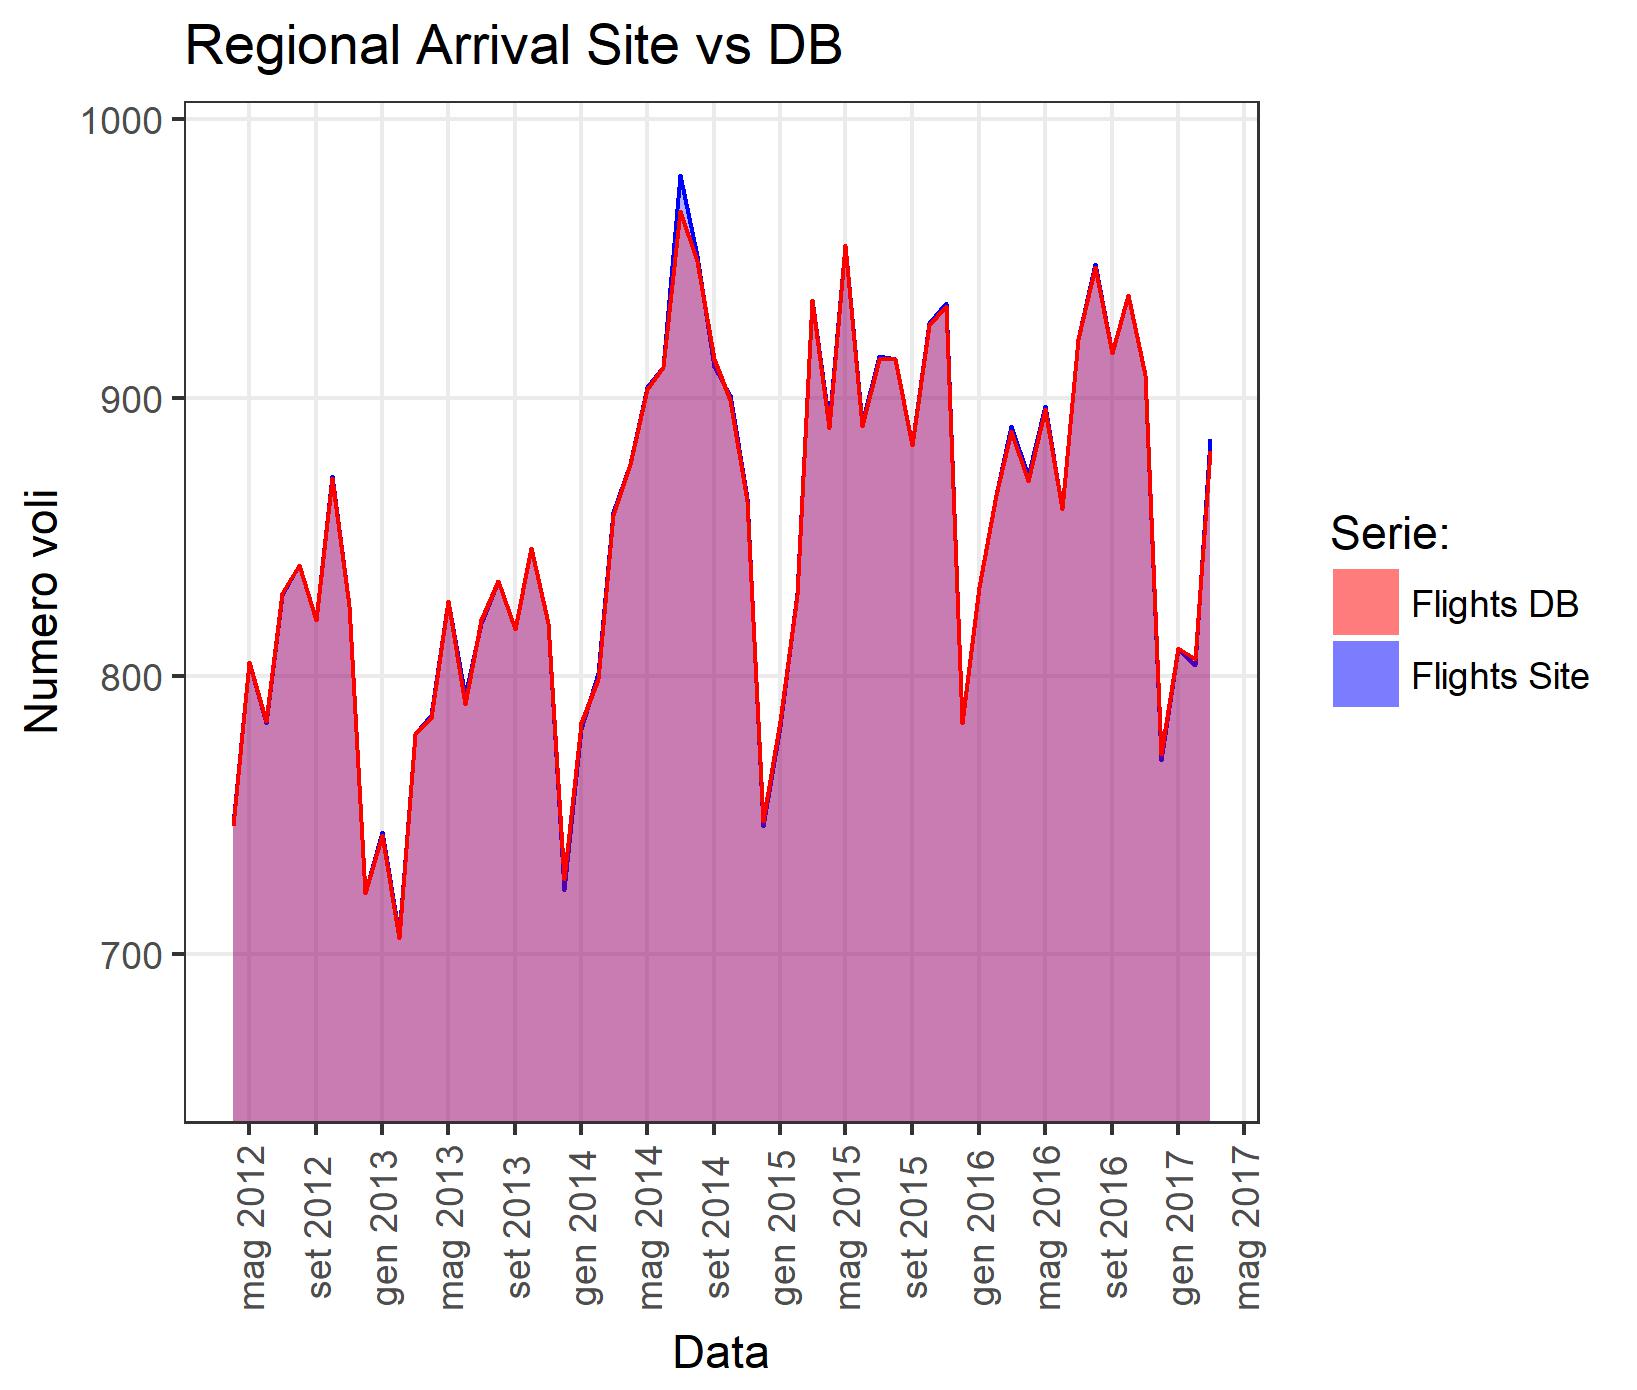 Regional Arrival Site vs DB
1000
900
800
700
Numero voli
mag 2012
set 2012
gen 2013
mag 2013
set 2013
gen 2014
mag 2014
set 2014
gen 2015
mag 2015
set 2015
gen 2016
mag 2016
set 2016
gen 2017
mag 2017
Data
Serie:
Flights DB
Flights Site